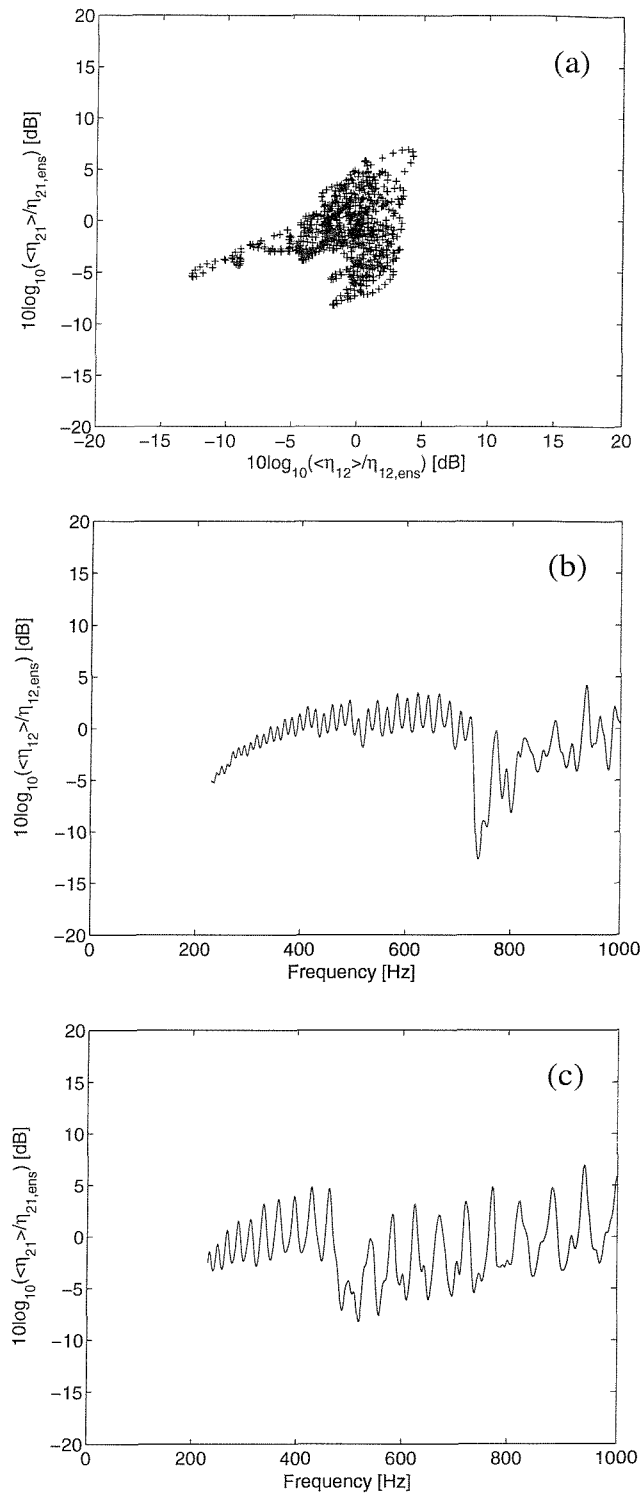 (a)
20
15
10
5
0
−5
−10
−15
−20
10log10(<η21>/η21,ens) [dB]
−20 −15 −10 −5 0 5 10 15 20
10log10(<η12>/η12,ens) [dB]
(b)
20
15
10
5
0
−5
−10
−15
−20
10log10(<η12>/η12,ens) [dB]
0 200 400 600 800 1000
Frequency [Hz]
(c)
20
15
10
5
0
−5
−10
−15
−20
10log10(<η21>/η21,ens) [dB]
0 200 400 600 800 1000
Frequency [Hz]